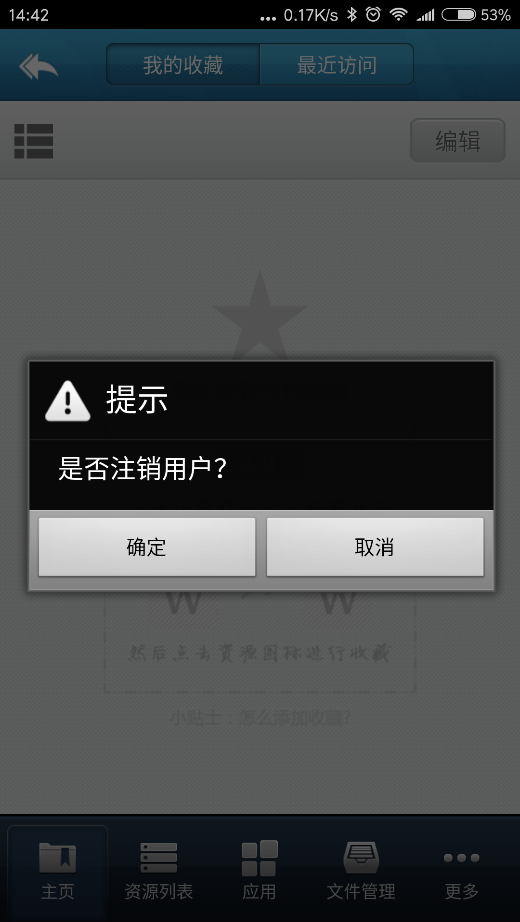 14:42 ... 0.17K/s 53%
我的收藏 最近访问
编辑
提示
是否注销用户?
确定 取消
W W
然后点击资源图标进行收藏
小贴士：怎么添加收藏?
主页 资源列表 应用 文件管理 更多